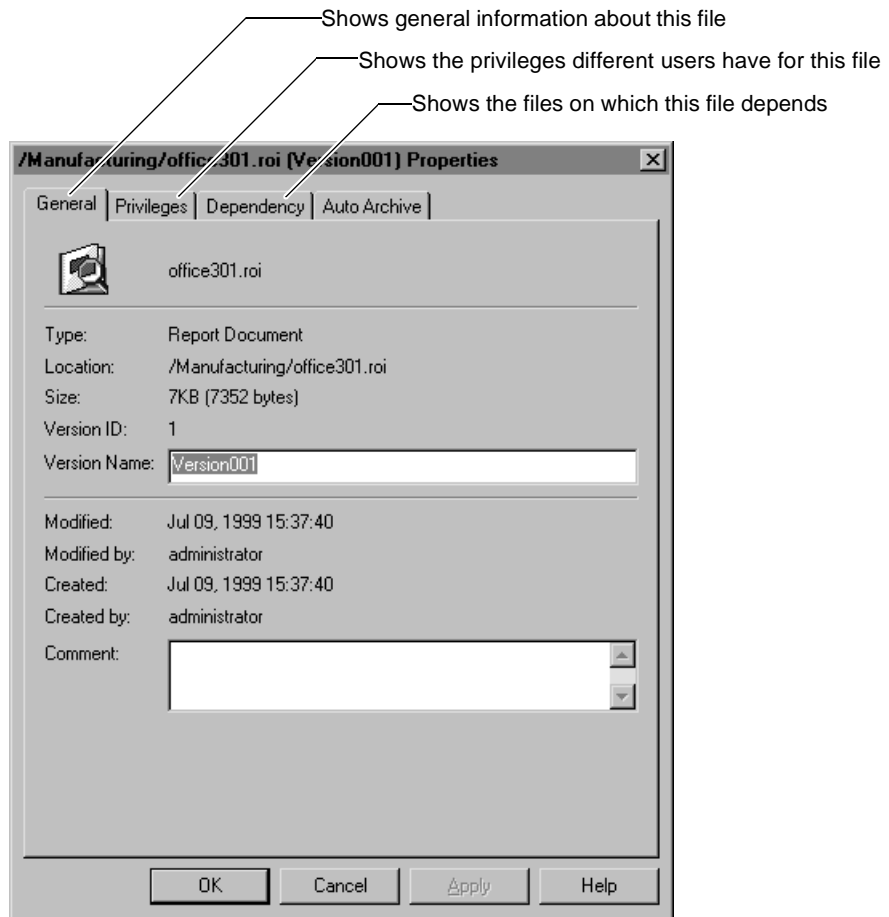 Shows general information about this file
Shows the privileges different users have for this file
Shows the files on which this file depends
/Manufacturing/office301.roi (Version001) Properties
General Privileges Dependency Auto Archive
office301.roi
Type: Report Document
Location: /Manufacturing/office301.roi
Size: 7KB (7352 bytes)
Version ID: 1
Version Name: Version001
Modified: Jul 09, 1999 15:37:40
Modified by: administrator
Created: Jul 09, 1999 15:37:40
Created by: administrator
Comment:
OK Cancel Apply Help